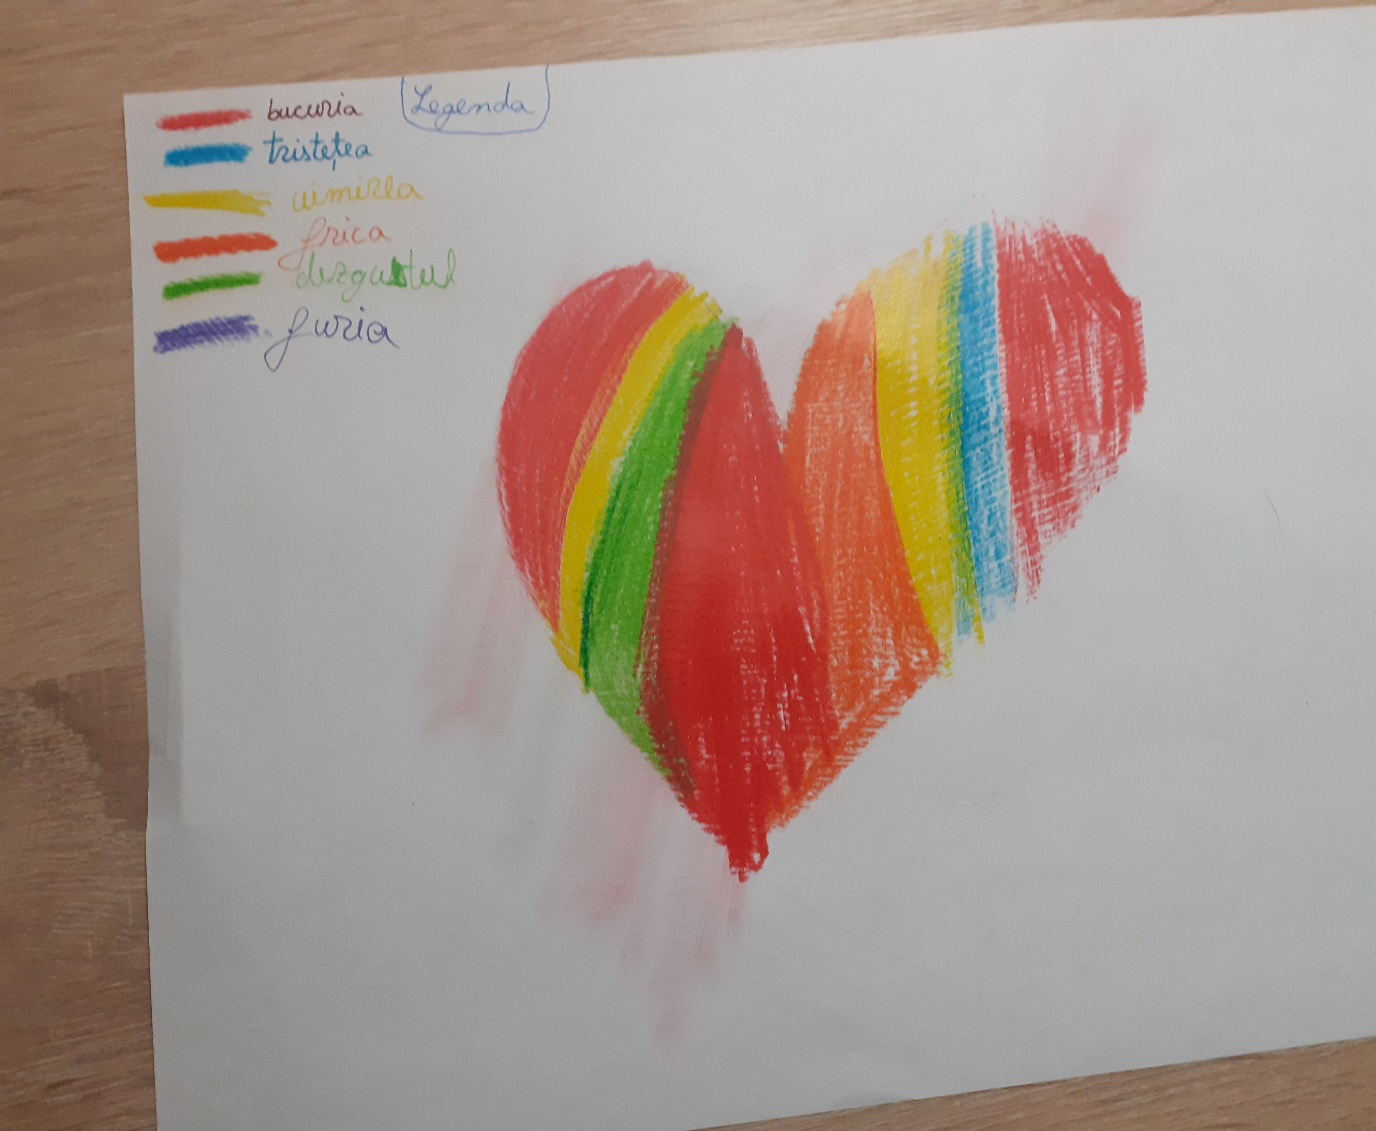 Legenda
bucuria
tristețea
uimirea
frica
dezgustul
furia